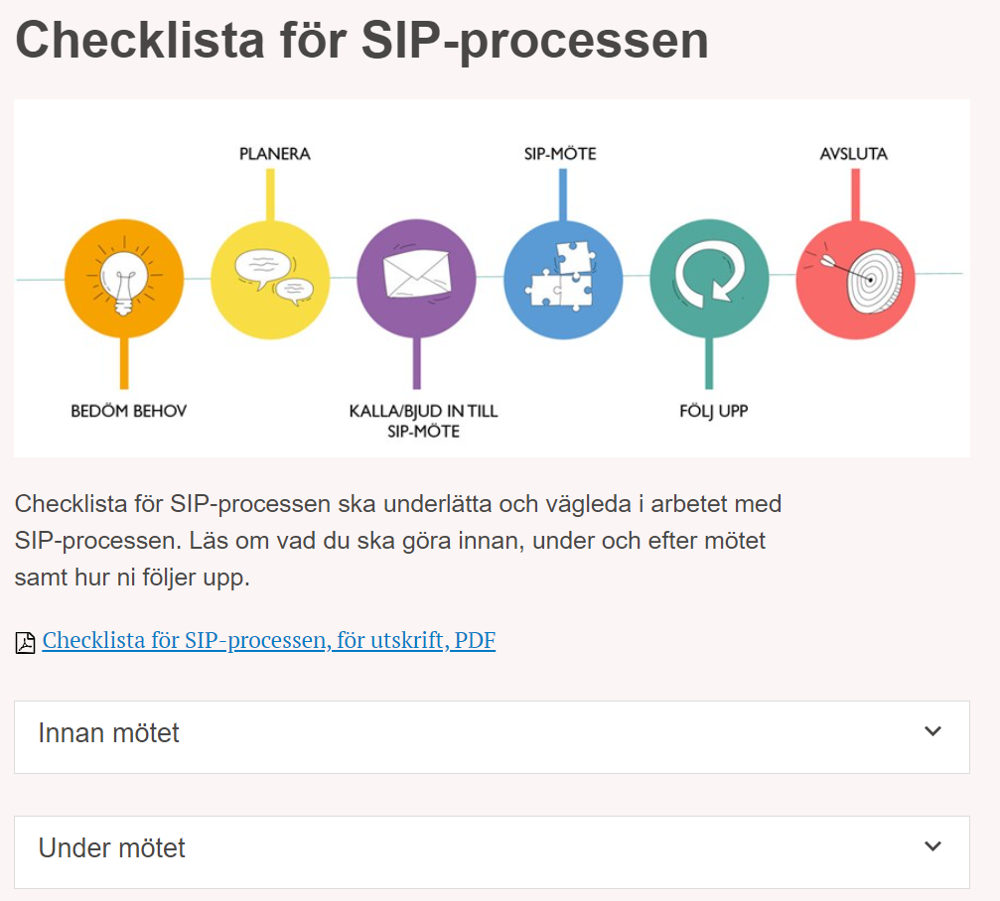 Checklista för SIP-processen
PLANERA
SIP-MÖTE
AVSLUTA
BEDÖM BEHOV
KALLA/BJUD IN TILL
SIP-MÖTE
FÖLJ UPP
Checklista för SIP-processen ska underlätta och vägleda i arbetet med
SIP-processen. Läs om vad du ska göra innan, under och efter mötet
samt hur ni följer upp.
Checklista för SIP-processen, för utskrift, PDF
Innan mötet
Under mötet